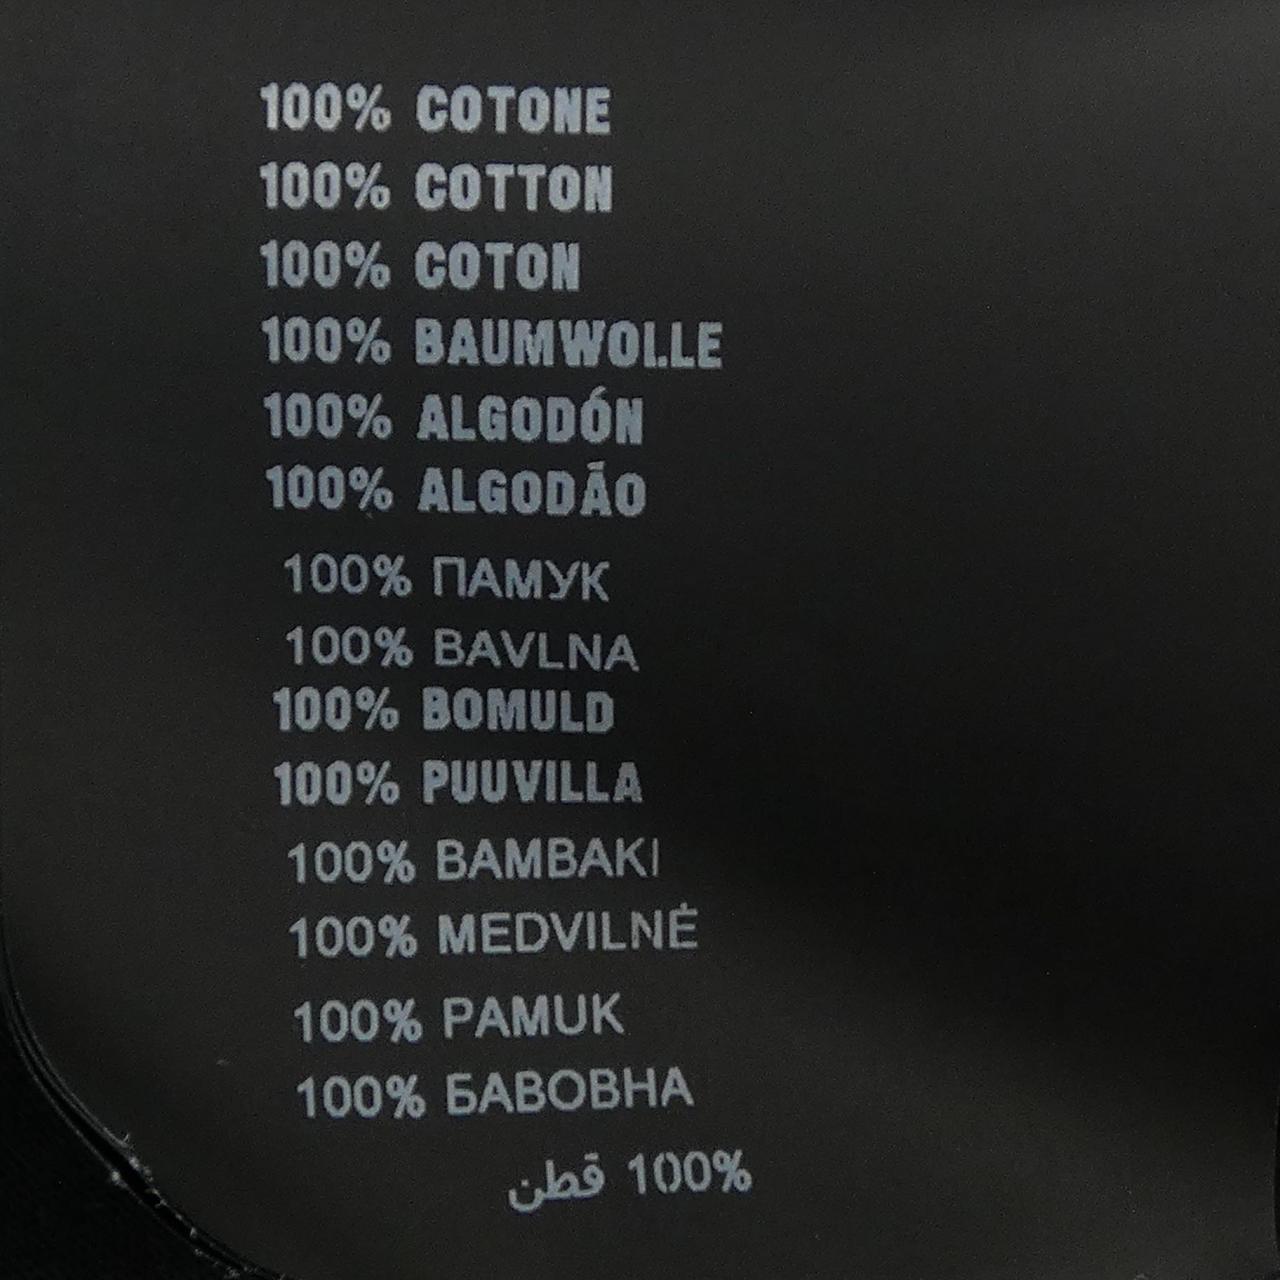 100% COTONE
100% COTTON
100% COTON
100% BAUMWOLLE
100% ALGODÓN
100% ALGODÃO
100% ПАМУК
100% BAVLNA
100% BOMULD
100% PUUVILLA
100% BAMBAKI
100% MEDVILNĖ
100% PAMUK
100% БАВОВНА
100% قطن